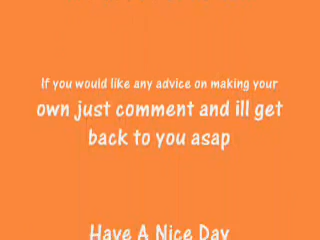 If you would like any advice on making your
own just comment and ill get
back to you asap
Have A Nice Day